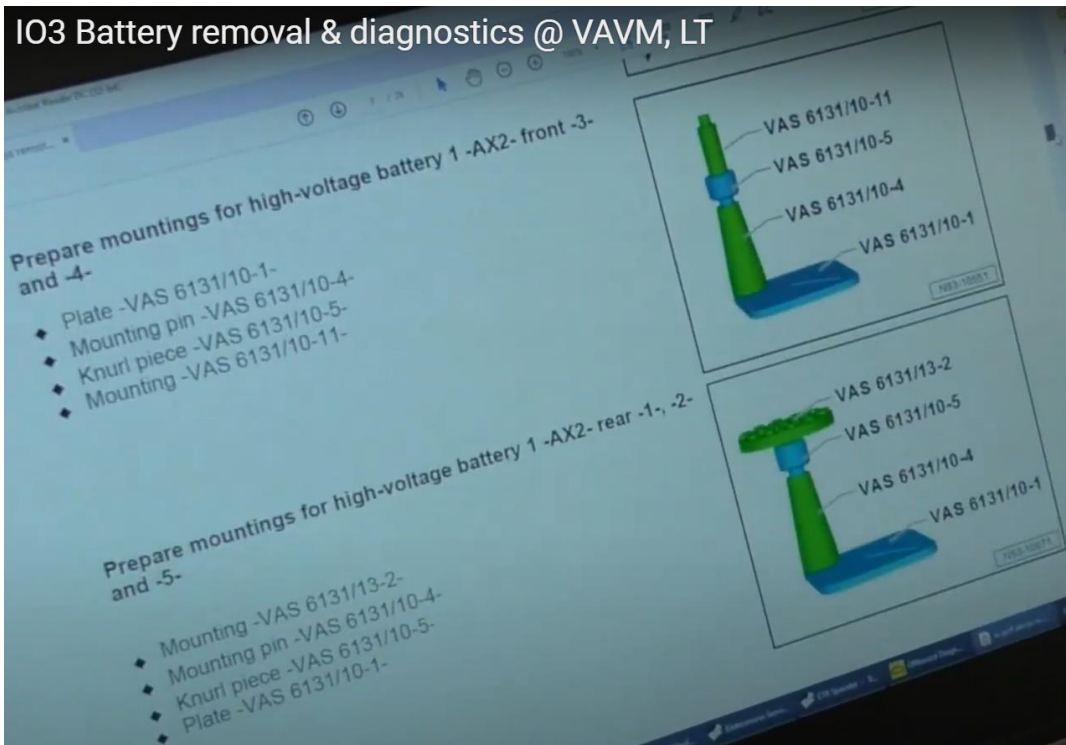 IO3 Battery removal & diagnostics @ VAVM, LT
Prepare mountings for high-voltage battery 1 -AX2- front -3-
and -4-
Plate -VAS 6131/10-1-
Mounting pin -VAS 6131/10-4-
Knurl piece -VAS 6131/10-5-
Mounting -VAS 6131/10-11-
VAS 6131/10-11
VAS 6131/10-5
VAS 6131/10-4
VAS 6131/10-1
Prepare mountings for high-voltage battery 1 -AX2- rear -1-, -2-
and -5-
Mounting -VAS 6131/13-2-
Mounting pin -VAS 6131/10-4-
Knurl piece -VAS 6131/10-5-
Plate -VAS 6131/10-1-
VAS 6131/13-2
VAS 6131/10-5
VAS 6131/10-4
VAS 6131/10-1